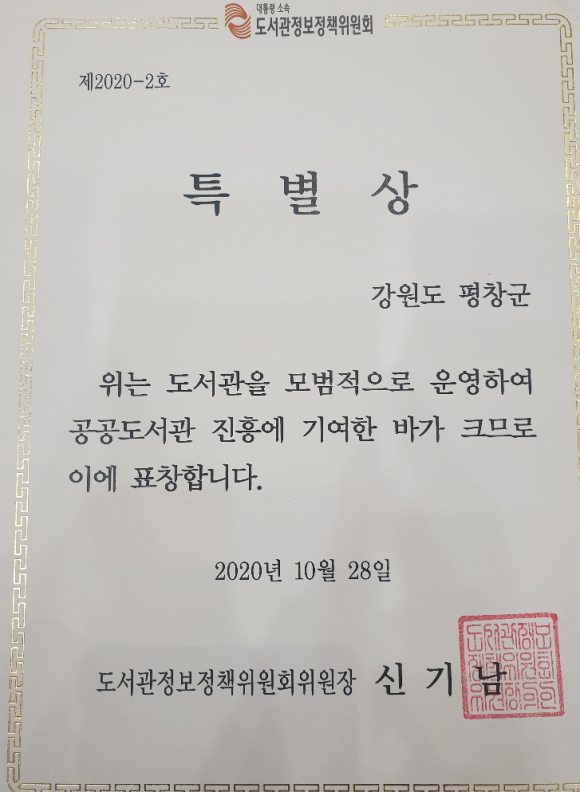 대통령 소속
도서관정보정책위원회
제2020-2호
특 별 상
강원도 평창군
위는 도서관을 모범적으로 운영하여
공공도서관 진흥에 기여한 바가 크므로
이에 표창합니다.
2020년 10월 28일
도서관정보정책위원회위원장 신 기 남